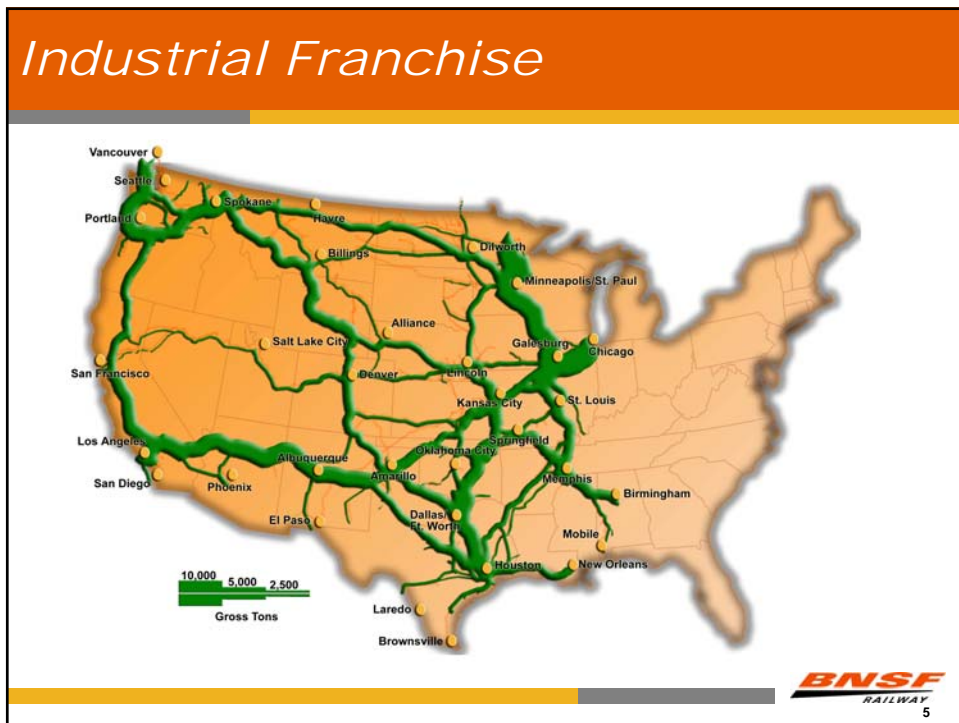 Industrial Franchise
Vancouver
Seattle
Spokane
Portland
Havre
Dilworth
Billings
Minneapolis/St. Paul
Alliance
Salt Lake City
Galesburg
Chicago
San Francisco
Denver
Lincoln
Kansas City
St. Louis
Los Angeles
Springfield
Albuquerque
Oklahoma City
San Diego
Phoenix
Amarillo
Memphis
Birmingham
El Paso
Dallas/
Ft. Worth
Mobile
Houston
New Orleans
10,000
5,000
2,500
Gross Tons
Laredo
Brownsville
BNSF
RAILWAY
5